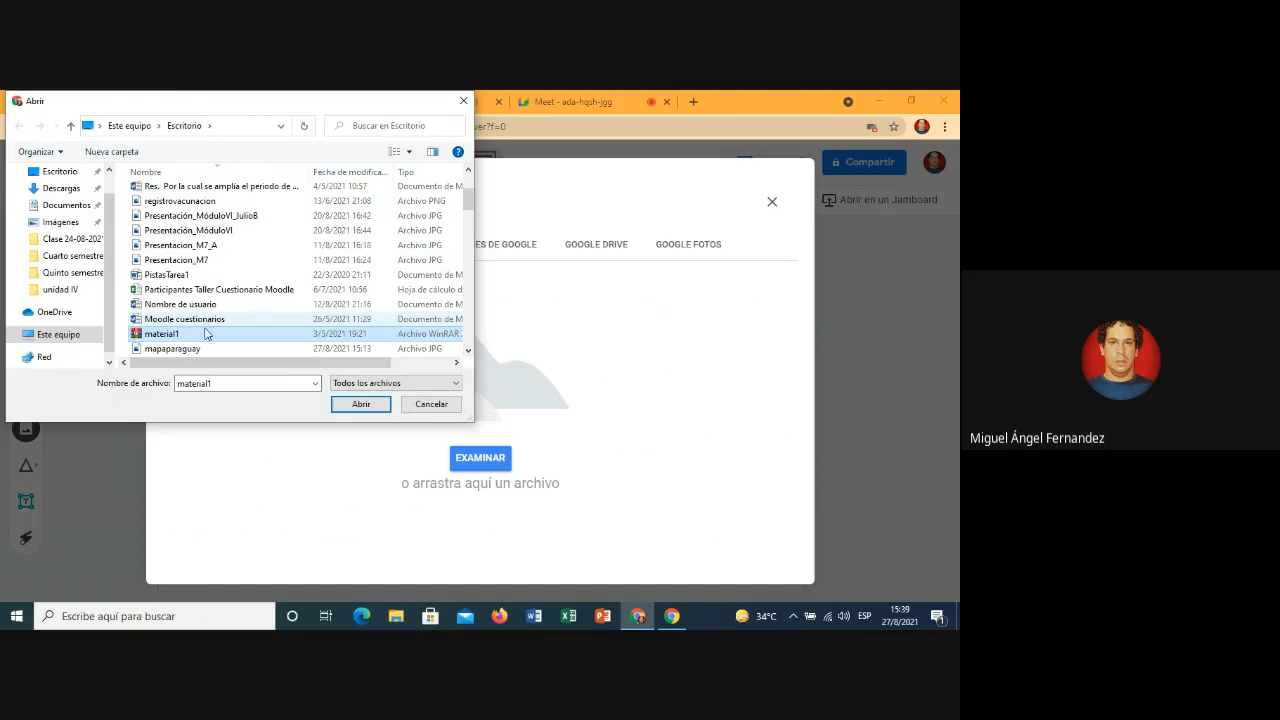 Abrir
Meet - ada-hqsh-jgg
Este equipo
Escritorio
Buscar en Escritorio
wer?f=0
Organizar
Nueva carpeta
Compartir
Abrir en un Jamboard
Nombre
Fecha de modifica...
Tipo
Escritorio
Descargas
Documentos
Imágenes
Clase 24-08-202
Cuarto semestre
Quinto semestre
unidad IV
OneDrive
Este equipo
Red
Res. Por la cual se amplía el periodo de ...
4/5/2021 10:57
Documento de M
registrovacunacion
13/6/2021 21:08
Archivo PNG
Presentación_MóduloVI_JulioB
20/8/2021 16:42
Archivo JPG
Presentación_MóduloVI
20/8/2021 16:44
Archivo JPG
Presentacion_M7_A
11/8/2021 16:18
Archivo JPG
Presentacion_M7
11/8/2021 16:24
Archivo JPG
PistasTarea1
22/3/2020 21:11
Documento de M
Participantes Taller Cuestionario Moodle
6/7/2021 10:56
Hoja de cálculo d
Nombre de usuario
12/8/2021 21:16
Documento de M
Moodle cuestionarios
26/5/2021 11:29
Documento de M
material1
3/5/2021 19:21
Archivo WinRAR
mapaparaguay
27/8/2021 15:13
Archivo JPG
Nombre de archivo:
material1
Todos los archivos
Abrir
Cancelar
ES DE GOOGLE
GOOGLE DRIVE
GOOGLE FOTOS
EXAMINAR
o arrastra aquí un archivo
Miguel Ángel Fernandez
Escribe aquí para buscar
34°C
ESP
15:39
27/8/2021
1